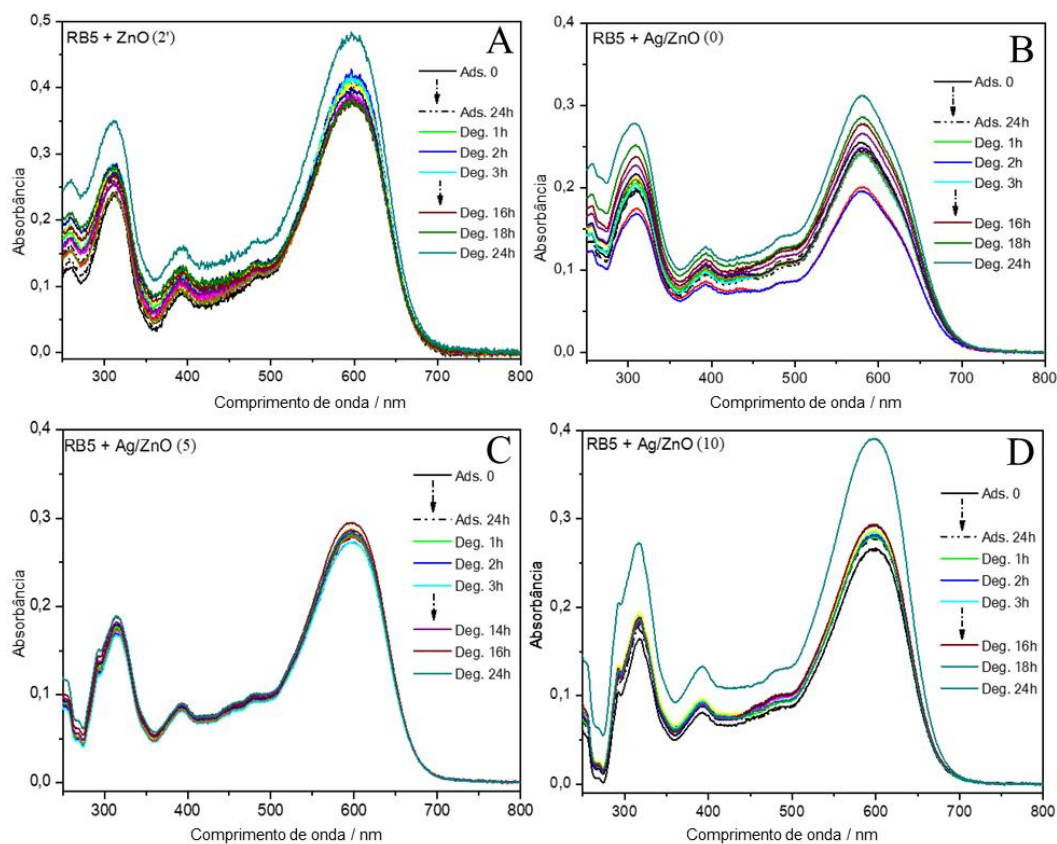 RB5 + ZnO (2')
A
Ads. 0
Ads. 24h
Deg. 1h
Deg. 2h
Deg. 3h
Deg. 16h
Deg. 18h
Deg. 24h
Absorbância
0,5
0,4
0,3
0,2
0,1
0,0
300 400 500 600 700 800
Comprimento de onda / nm
RB5 + Ag/ZnO (0)
B
Ads. 0
Ads. 24h
Deg. 1h
Deg. 2h
Deg. 3h
Deg. 16h
Deg. 18h
Deg. 24h
Absorbância
0,4
0,3
0,2
0,1
0,0
300 400 500 600 700 800
Comprimento de onda / nm
RB5 + Ag/ZnO (5)
C
Ads. 0
Ads. 24h
Deg. 1h
Deg. 2h
Deg. 3h
Deg. 14h
Deg. 16h
Deg. 24h
Absorbância
0,4
0,3
0,2
0,1
0,0
300 400 500 600 700 800
Comprimento de onda / nm
RB5 + Ag/ZnO (10)
D
Ads. 0
Ads. 24h
Deg. 1h
Deg. 2h
Deg. 3h
Deg. 16h
Deg. 18h
Deg. 24h
Absorbância
0,4
0,3
0,2
0,1
0,0
300 400 500 600 700 800
Comprimento de onda / nm